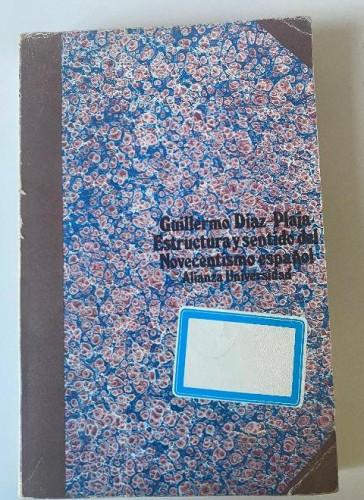 Guillermo Díaz-Plaja
Estructura y sentido del
Novecentismo español
Alianza Universidad